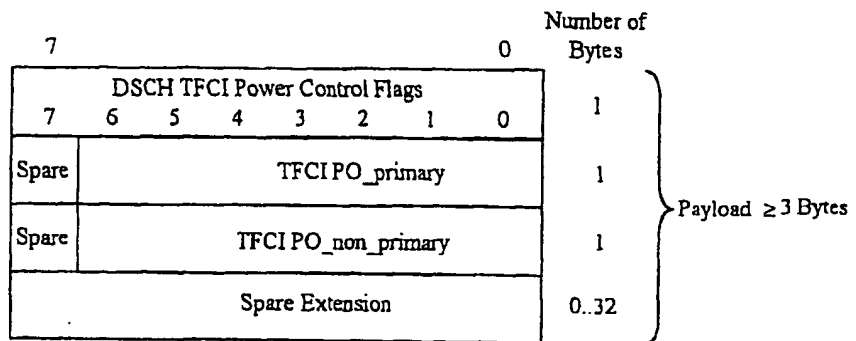 Number of
Bytes
7 0
DSCH TFCI Power Control Flags
7 6 5 4 3 2 1 0
1
Spare TFCI PO_primary 1
Payload ≥3 Bytes
Spare TFCI PO_non_primary 1
Spare Extension 0..32